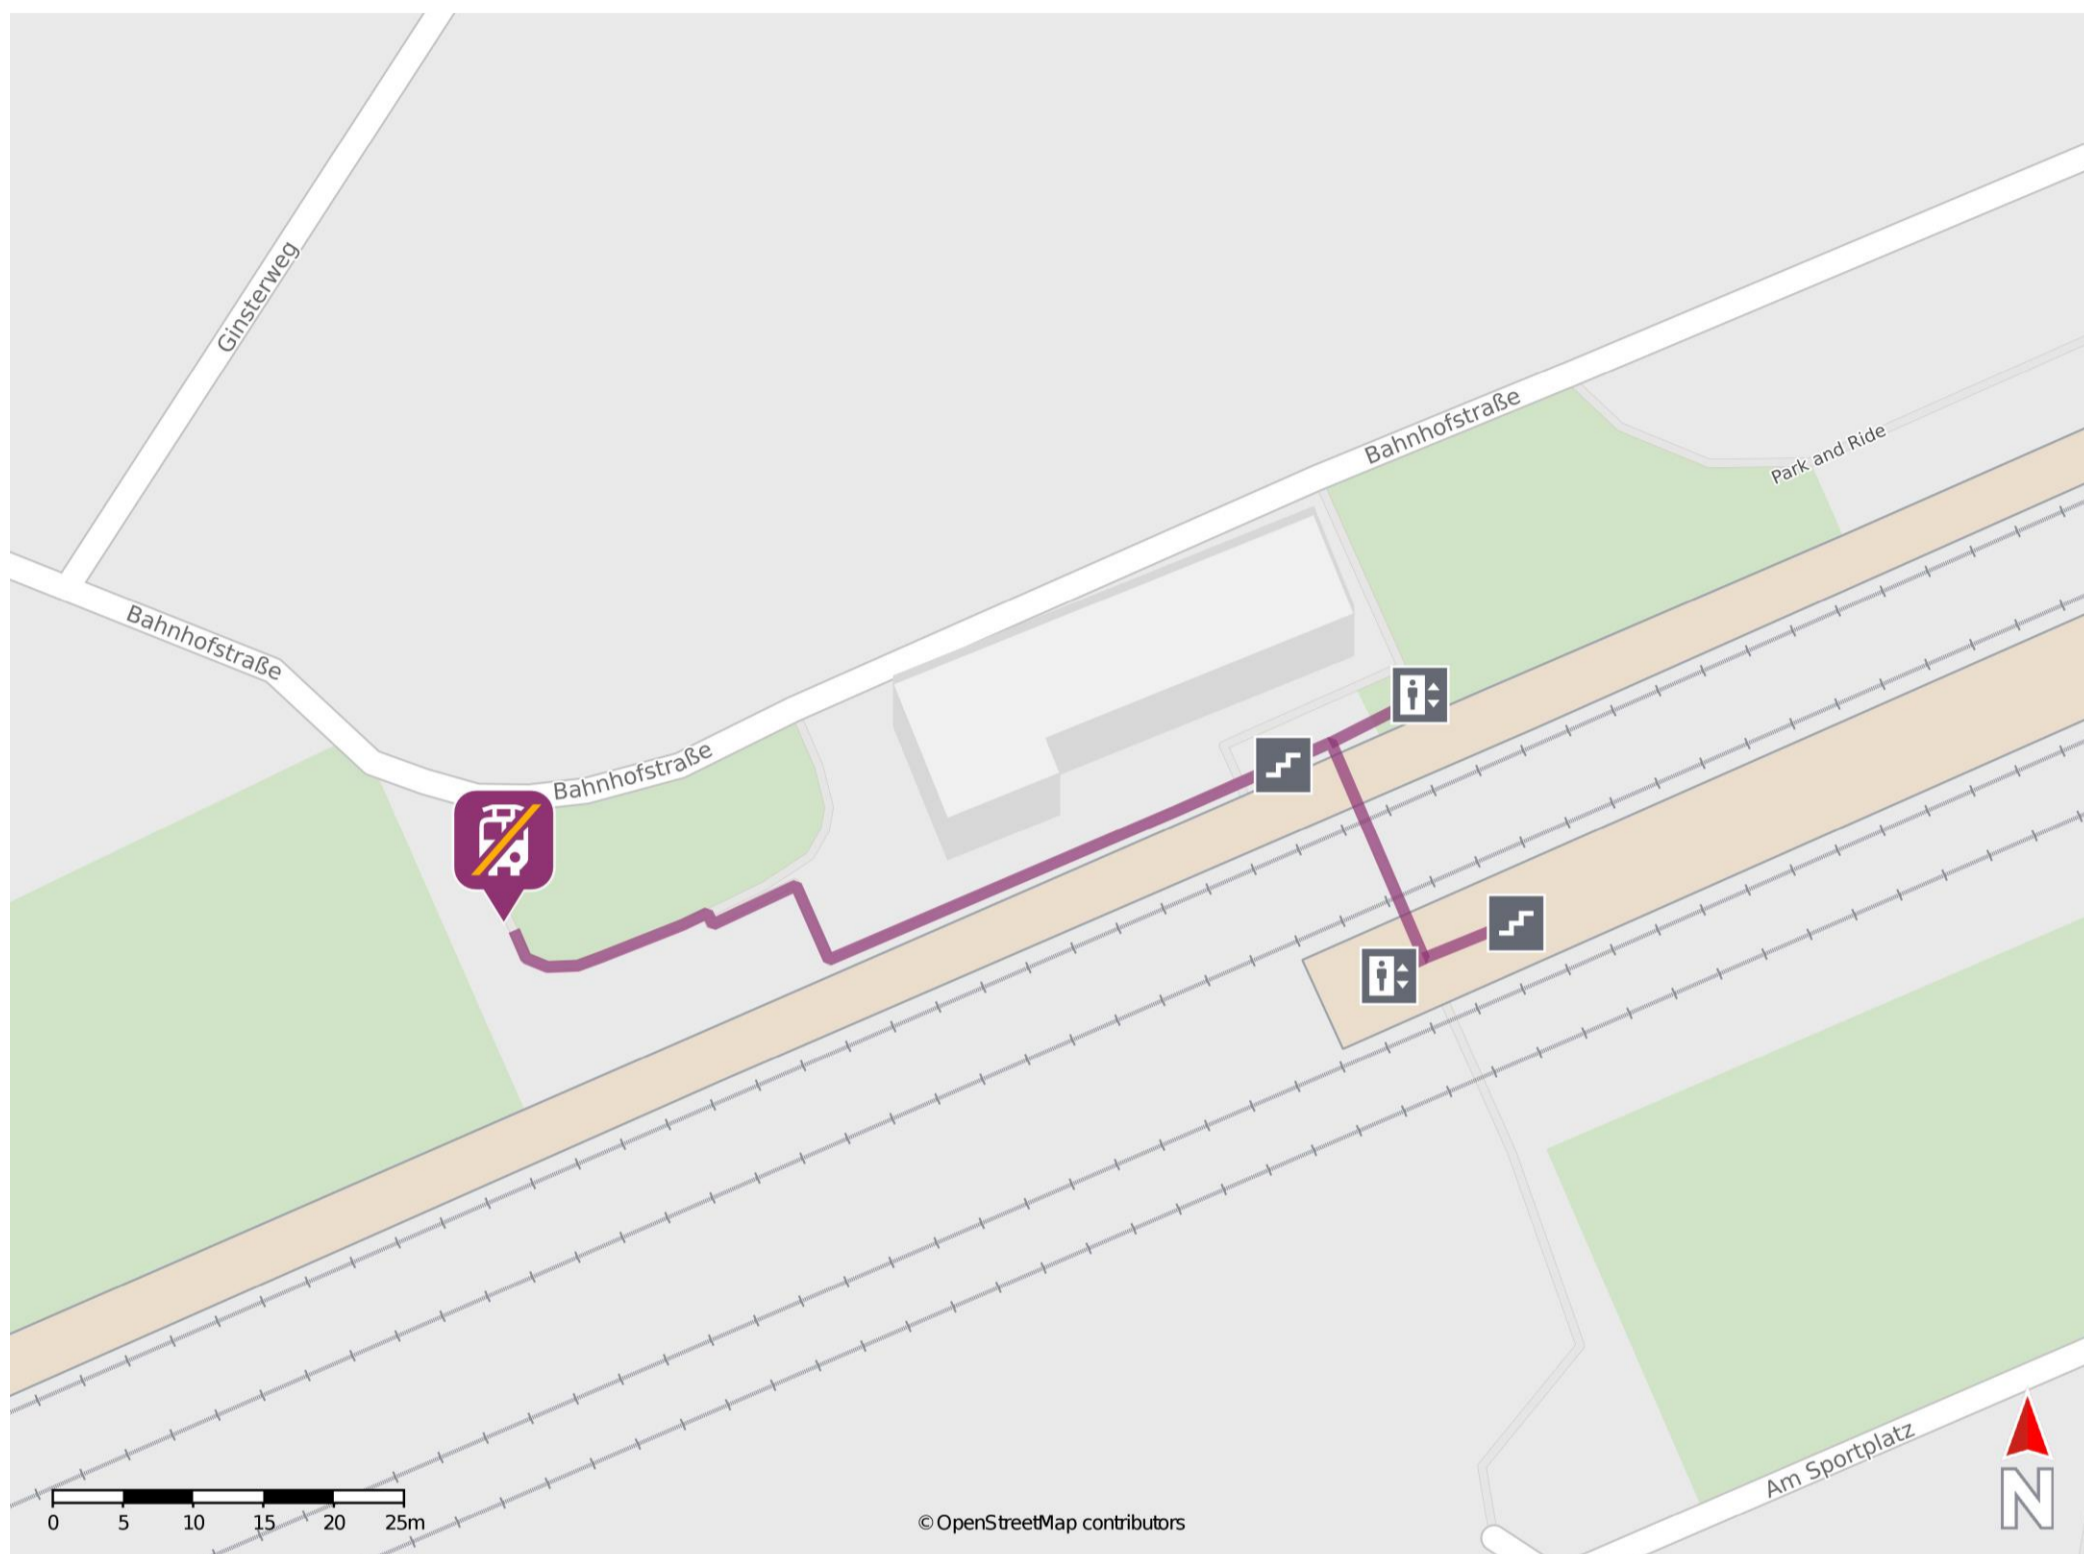 Ginsterweg
Bahnhofstraße
Park and Ride
Bahnhofstraße
Bahnhofstraße
Am Sportplatz
N
0 5 10 15 20 25m
© OpenStreetMap contributors